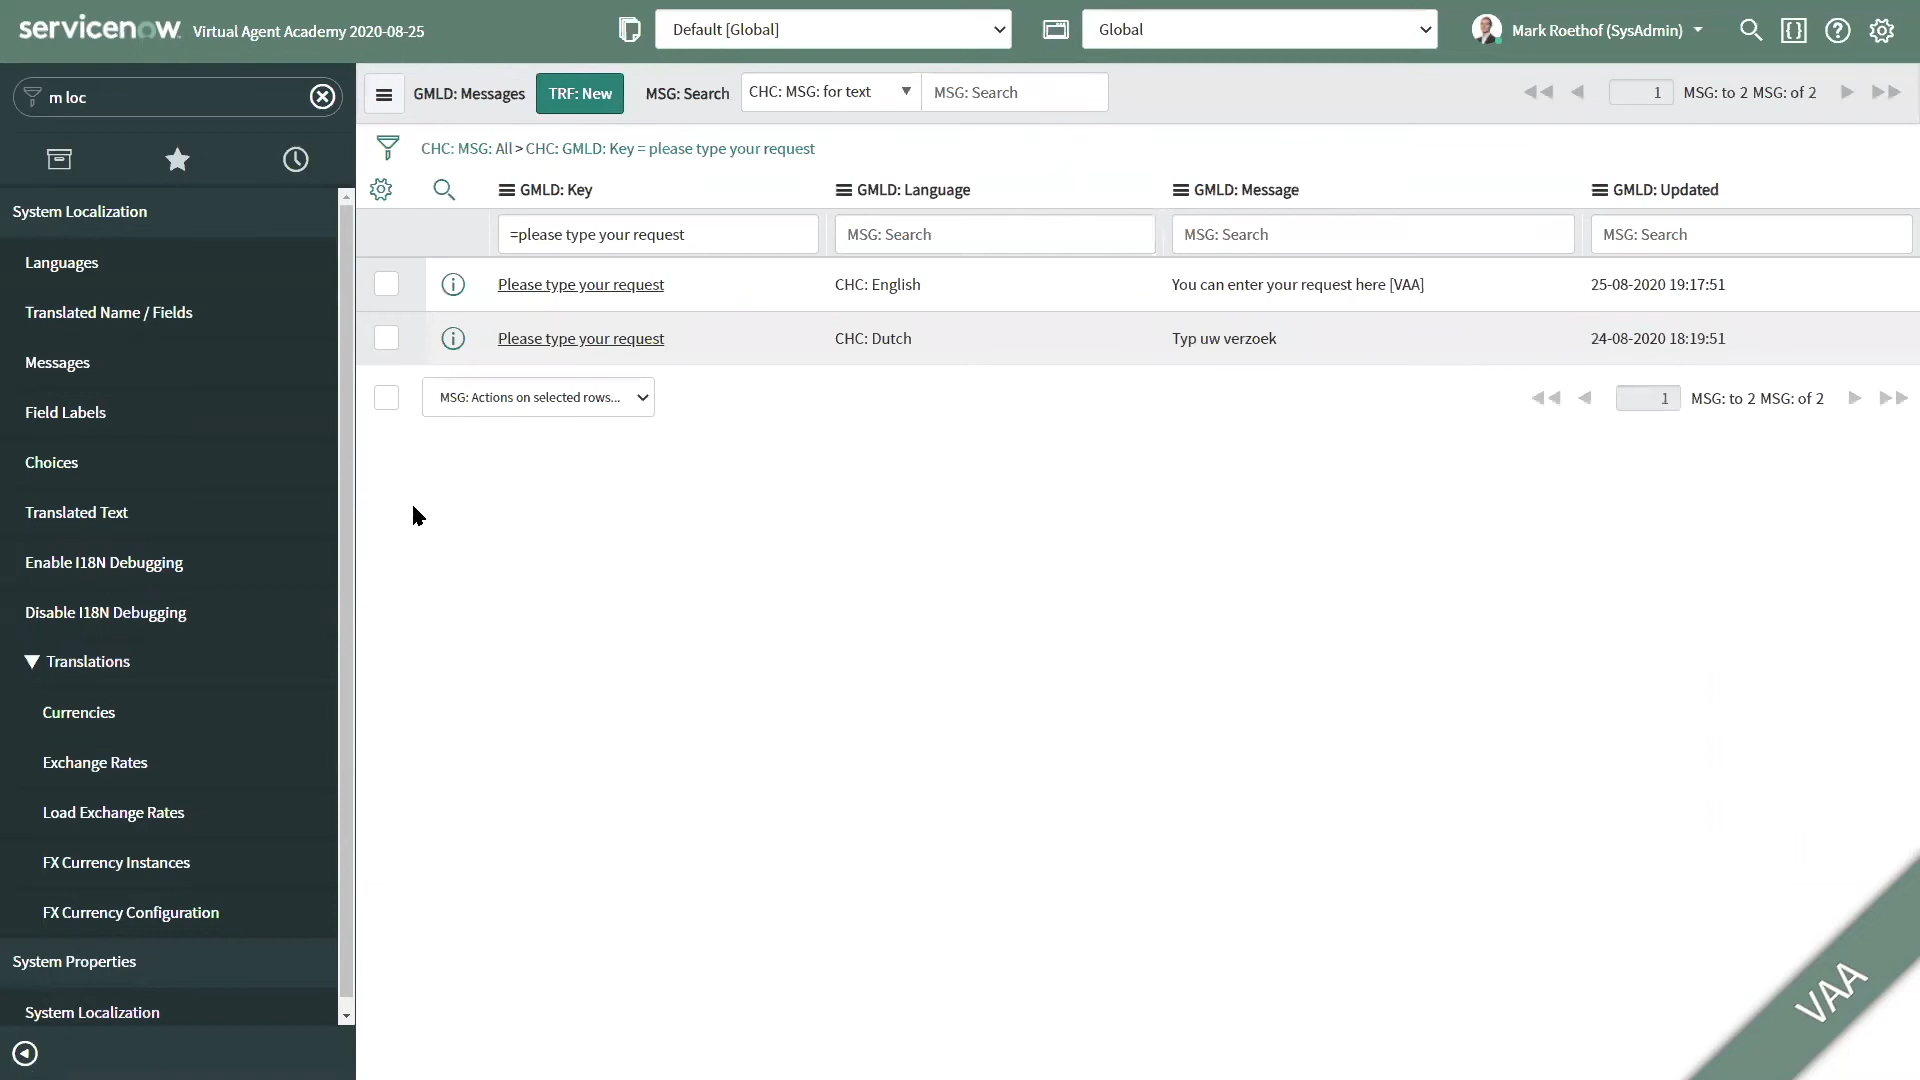 servicenow Virtual Agent Academy 2020-08-25
Default [Global]
Global
Mark Roethof (SysAdmin)
m loc
System Localization
Languages
Translated Name / Fields
Messages
Field Labels
Choices
Translated Text
Enable I18N Debugging
Disable I18N Debugging
Translations
Currencies
Exchange Rates
Load Exchange Rates
FX Currency Instances
FX Currency Configuration
System Properties
System Localization
GMLD: Messages TRF: New MSG: Search CHC: MSG: for text MSG: Search 1 MSG: to 2 MSG: of 2
CHC: MSG: All > CHC: GMLD: Key = please type your request
GMLD: Key GMLD: Language GMLD: Message GMLD: Updated
=please type your request MSG: Search MSG: Search MSG: Search
Please type your request CHC: English You can enter your request here [VAA] 25-08-2020 19:17:51
Please type your request CHC: Dutch Typ uw verzoek 24-08-2020 18:19:51
MSG: Actions on selected rows... 1 MSG: to 2 MSG: of 2
VAA